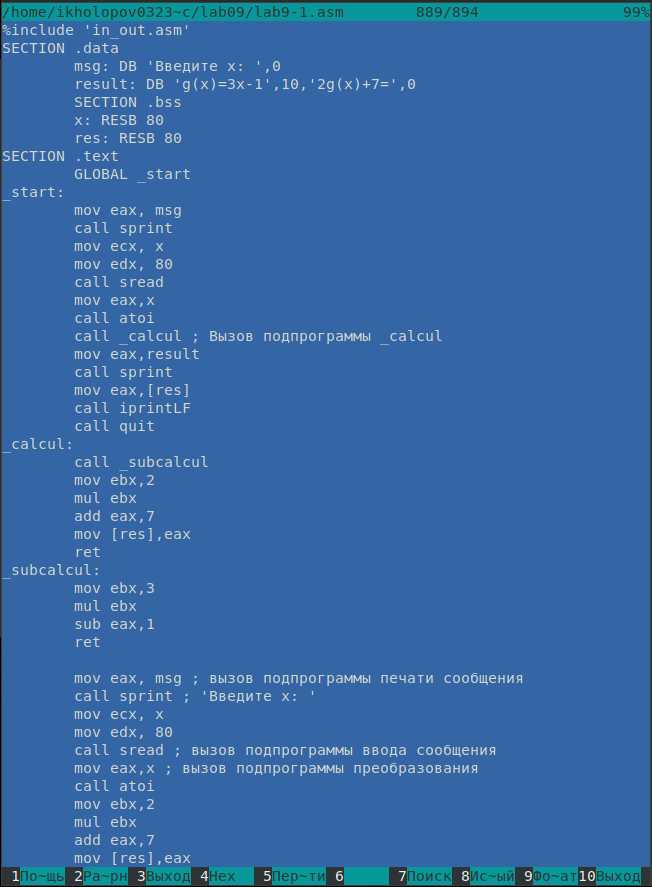 /home/ikholopov0323~c/lab09/lab9-1.asm 889/894 99%
%include 'in_out.asm'
SECTION .data
msg: DB 'Введите x: ',0
result: DB 'g(x)=3x-1',10,'2g(x)+7=',0
SECTION .bss
x: RESB 80
res: RESB 80
SECTION .text
GLOBAL _start
_start:
mov eax, msg
call sprint
mov ecx, x
mov edx, 80
call sread
mov eax,x
call atoi
call _calcul ; Вызов подпрограммы _calcul
mov eax,result
call sprint
mov eax,[res]
call iprintLF
call quit
_calcul:
call _subcalcul
mov ebx,2
mul ebx
add eax,7
mov [res],eax
ret
_subcalcul:
mov ebx,3
mul ebx
sub eax,1
ret
mov eax, msg ; вызов подпрограммы печати сообщения
call sprint ; 'Введите x: '
mov ecx, x
mov edx, 80
call sread ; вызов подпрограммы ввода сообщения
mov eax,x ; вызов подпрограммы преобразования
call atoi
mov ebx,2
mul ebx
add eax,7
mov [res],eax
1По~щь 2Ра~рн 3Выход 4Hex 5Пер~ти 6 7Поиск 8Ис~ый 9Фо~ат 10Выход